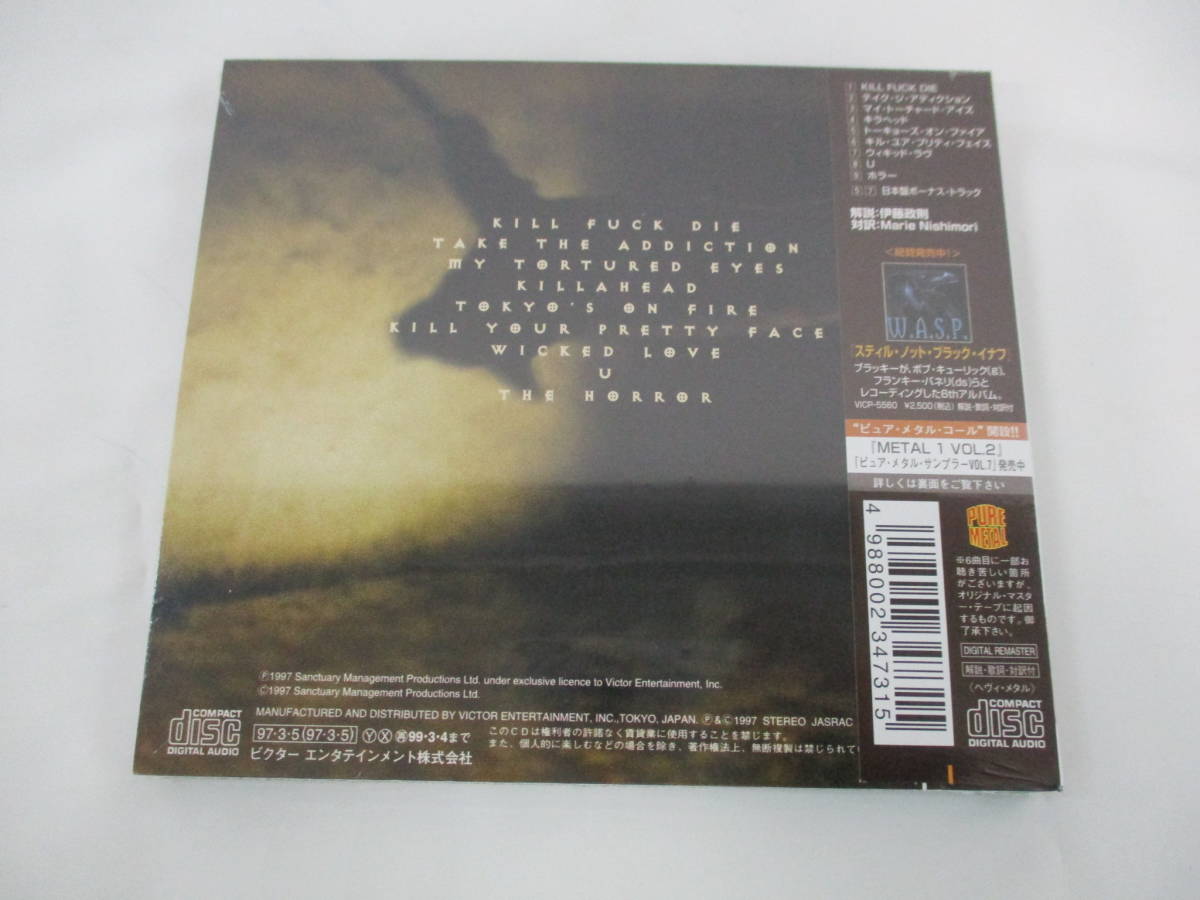 KILL FUCK DIE
TAKE THE ADDICTION
MY TORTURED EYES
KILLAHEAD
TOKYO'S ON FIRE
KILL YOUR PRETTY FACE
WICKED LOVE
U
THE HORROR
Ⓟ1997 Sanctuary Management Productions Ltd. under exclusive licence to Victor Entertainment, Inc.
Ⓒ1997 Sanctuary Management Productions Ltd.
COMPACT
disc
DIGITAL AUDIO
MANUFACTURED AND DISTRIBUTED BY VICTOR ENTERTAINMENT, INC.,TOKYO, JAPAN. Ⓟ&Ⓒ1997 STEREO JASRAC
97·3·5(97·3·5) Ⓨ Ⓧ 99·3·4まで
ビクター エンタテインメント株式会社
このCDは権利者の許諾なく賃貸業に使用することを禁じます。
また、個人的に楽しむなどの場合を除き、著作権法上、無断複製は禁じられてい
1 KILL FUCK DIE
2 テイク・ジ・アディクション
3 マイ・トーチャード・アイズ
4 キラヘッド
5 トーキョーズ・オン・ファイア
6 キル・ユア・プリティ・フェイス
7 ウィキッド・ラヴ
8 U
9 ホラー
5 7 日本盤ボーナス・トラック
解説:伊藤政則
対訳:Marie Nishimori
<好評発売中!>
W.A.S.P.
『スティル・ノット・ブラック・イナフ』
ブラッキーが、ボブ・キューリック(g)、
フランキー・バネリ(ds)らと
レコーディングした6thアルバム。
VICP-5560 ¥2,500(税込) 解説・歌詞・対訳付
"ピュア・メタル・コール"開設!!
『METAL 1 VOL.2』
『ピュア・メタル・サンプラーVOL.7』発売中
詳しくは裏面をご覧下さい
4 988002 347315
PURE
METAL
※6曲目に一部お
聴き苦しい箇所
がございますが、
オリジナル・マスタ
ー・テープに起因
するものです。御
了承下さい。
DIGITAL REMASTER
解説・歌詞・対訳付
(ヘヴィ・メタル)
COMPACT
disc
DIGITAL AUDIO